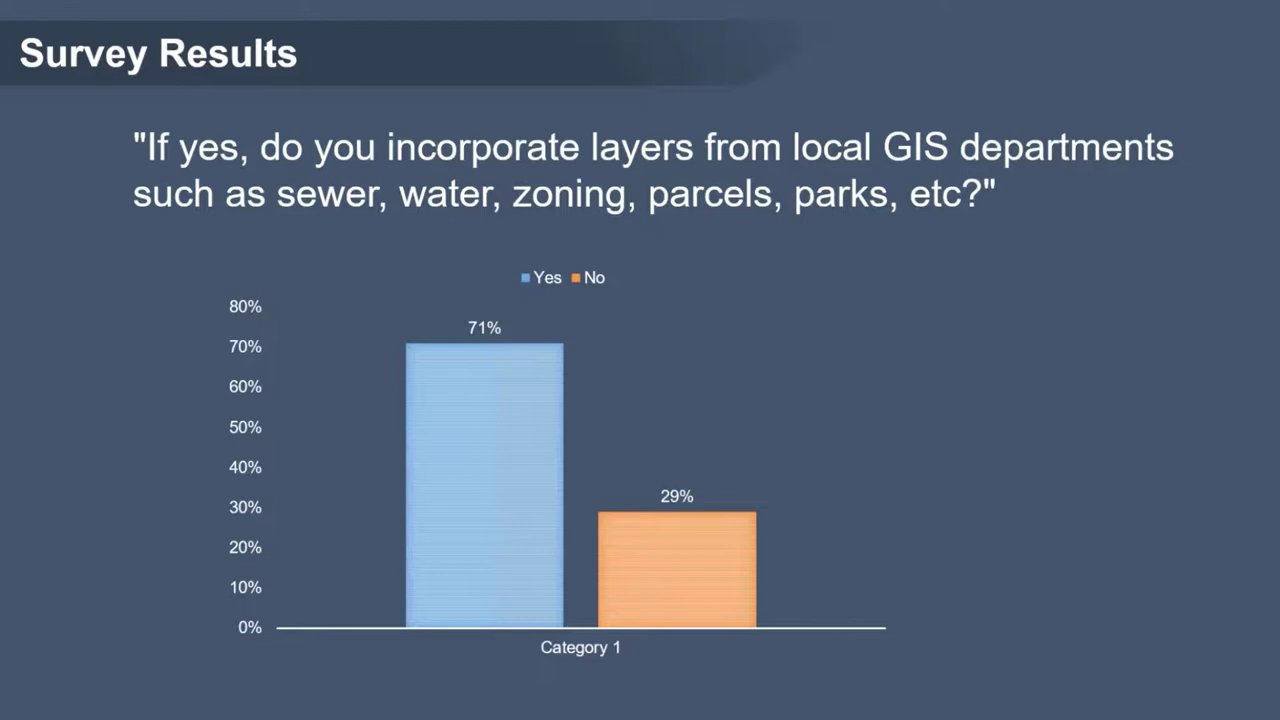 Survey Results
"If yes, do you incorporate layers from local GIS departments
such as sewer, water, zoning, parcels, parks, etc?"
Yes No
80%
71%
70%
60%
50%
40%
29%
30%
20%
10%
0%
Category 1